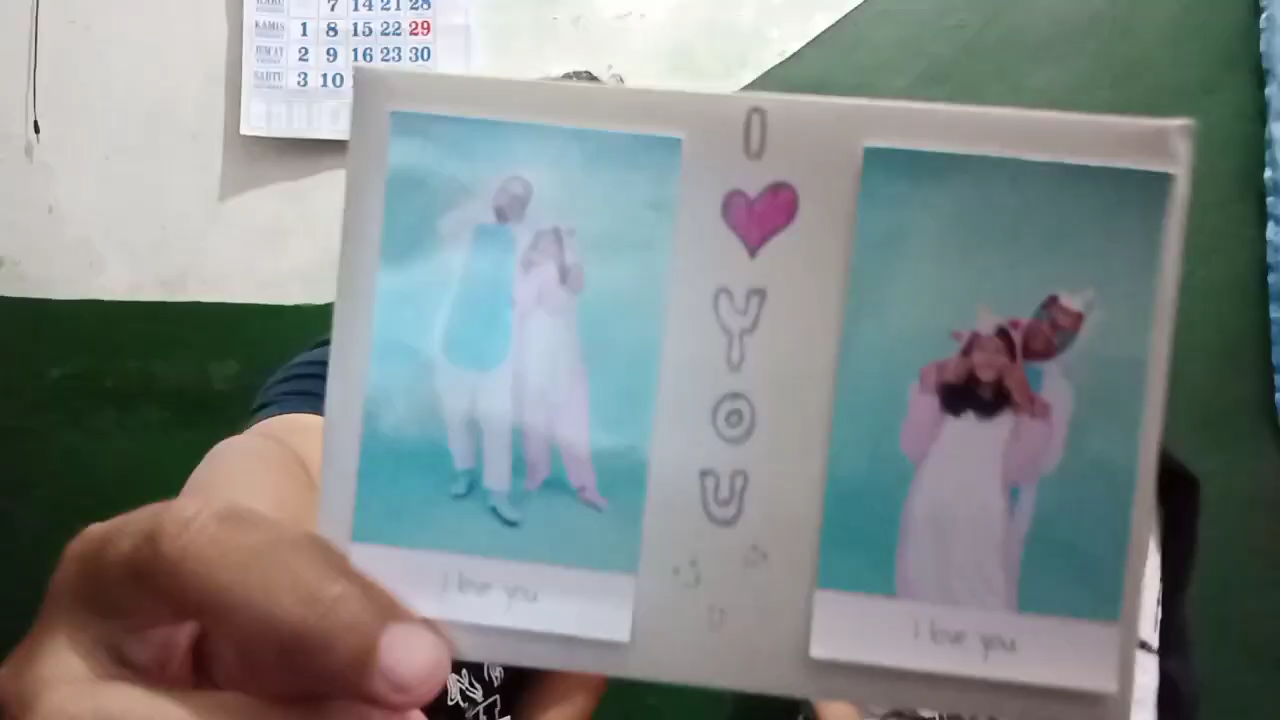 7 14 21 28
KAMIS 1 8 15 22 29
JUM'AT 2 9 16 23 30
SABTU 3 10
I
YOU
I love you
I love you